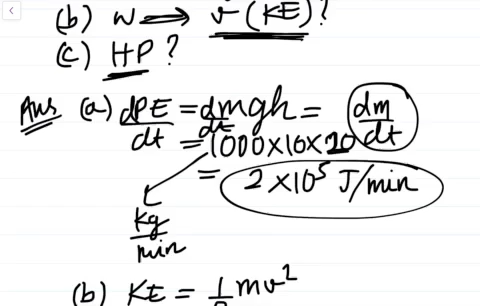 (b) W ⟹ v (KE)?
(c) HP?
Ans (a) dPE/dt = dm/dt gh = dm/dt
= 1000×10×20
= 2×10⁵ J/min
kg/min
(b) KE = 1/2 mv²